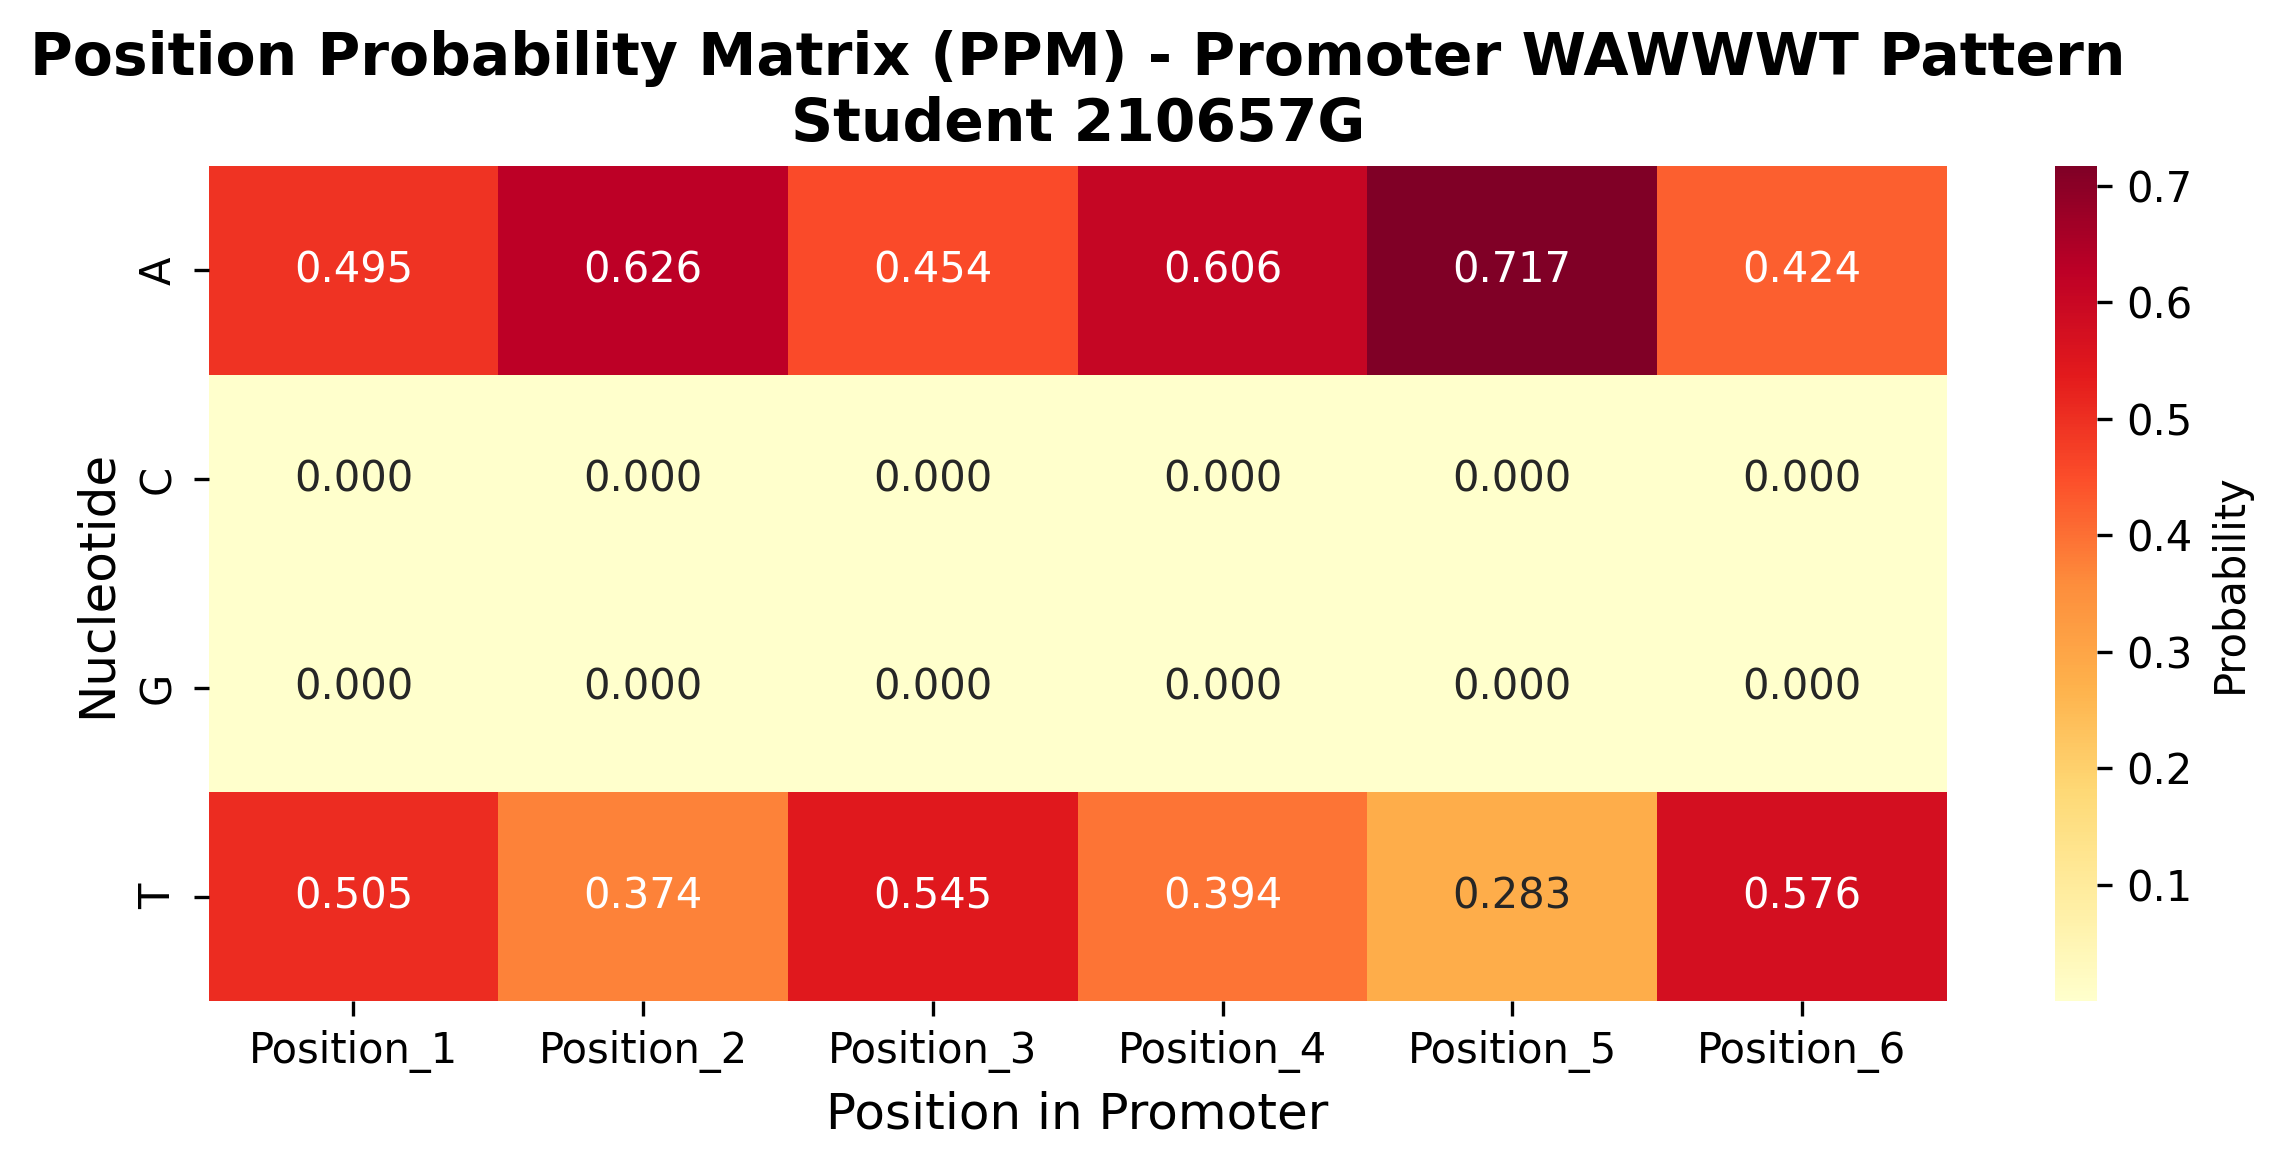 Position Probability Matrix (PPM) - Promoter WAWWWT Pattern
Student 210657G
A
0.495 0.626 0.454 0.606 0.717 0.424
C
0.000 0.000 0.000 0.000 0.000 0.000
G
0.000 0.000 0.000 0.000 0.000 0.000
T
0.505 0.374 0.545 0.394 0.283 0.576
Nucleotide
Position_1 Position_2 Position_3 Position_4 Position_5 Position_6
Position in Promoter
0.7
0.6
0.5
0.4
0.3
0.2
0.1
Probability